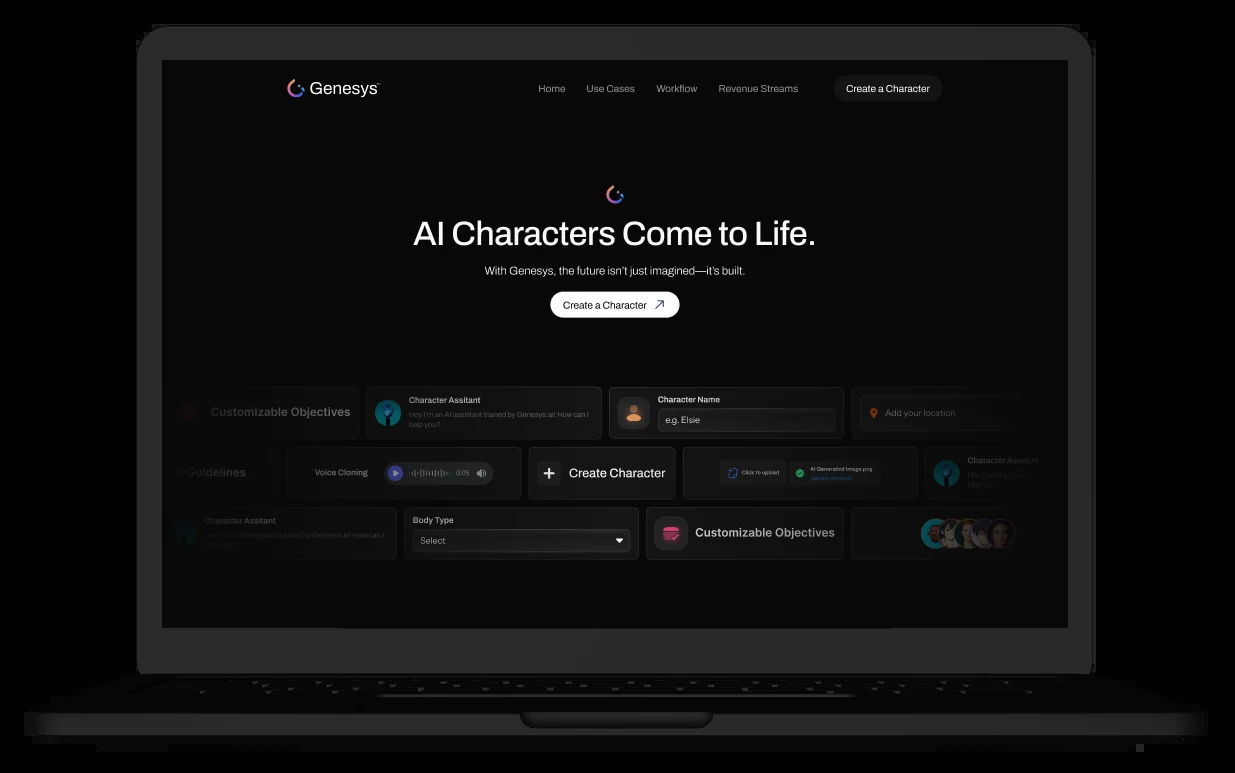 Genesys™
Home
Use Cases
Workflow
Revenue Streams
Create a Character
AI Characters Come to Life.
With Genesys, the future isn't just imagined—it's built.
Create a Character
Customizable Objectives
Character Assitant
Hey I'm an AI assistant trained by Genesys.ai! How can I
help you?
Character Name
e.g. Elsie
Add your location
Guidelines
Voice Cloning
0:05
Create Character
Click to upload
AI Generated Image.png
Upload complete
Character Assitant
Character Assitant
assistant trained by Genesys.ai! How can I
Body Type
Select
Customizable Objectives